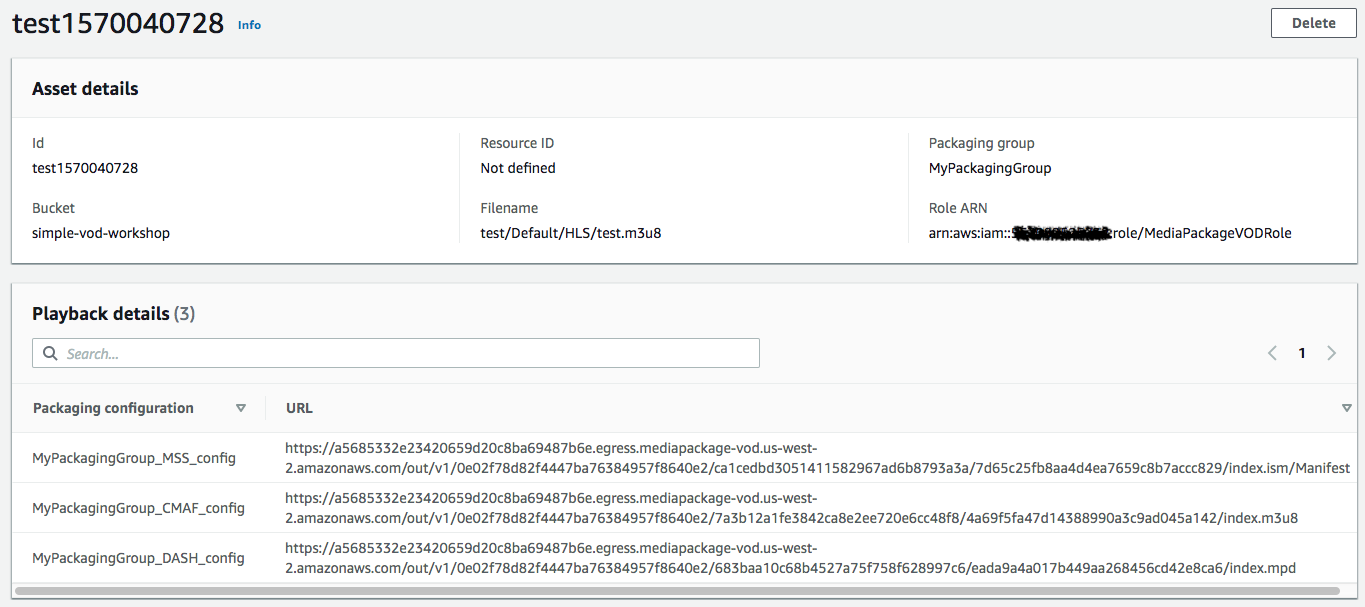 test1570040728 Info Delete
Asset details
Id Resource ID Packaging group
test1570040728 Not defined MyPackagingGroup
Bucket Filename Role ARN
simple-vod-workshop test/Default/HLS/test.m3u8 arn:aws:iam:: role/MediaPackageVODRole
Playback details (3)
Search... 1
Packaging configuration URL
MyPackagingGroup_MSS_config https://a5685332e23420659d20c8ba69487b6e.egress.mediapackage-vod.us-west-
2.amazonaws.com/out/v1/0e02f78d82f4447ba76384957f8640e2/ca1cedbd3051411582967ad6b8793a3a/7d65c25fb8aa4d4ea7659c8b7accc829/index.ism/Manifest
MyPackagingGroup_CMAF_config https://a5685332e23420659d20c8ba69487b6e.egress.mediapackage-vod.us-west-
2.amazonaws.com/out/v1/0e02f78d82f4447ba76384957f8640e2/7a3b12a1fe3842ca8e2ee720e6cc48f8/4a69f5fa47d14388990a3c9ad045a142/index.m3u8
MyPackagingGroup_DASH_config https://a5685332e23420659d20c8ba69487b6e.egress.mediapackage-vod.us-west-
2.amazonaws.com/out/v1/0e02f78d82f4447ba76384957f8640e2/683baa10c68b4527a75f758f628997c6/eada9a4a017b449aa268456cd42e8ca6/index.mpd